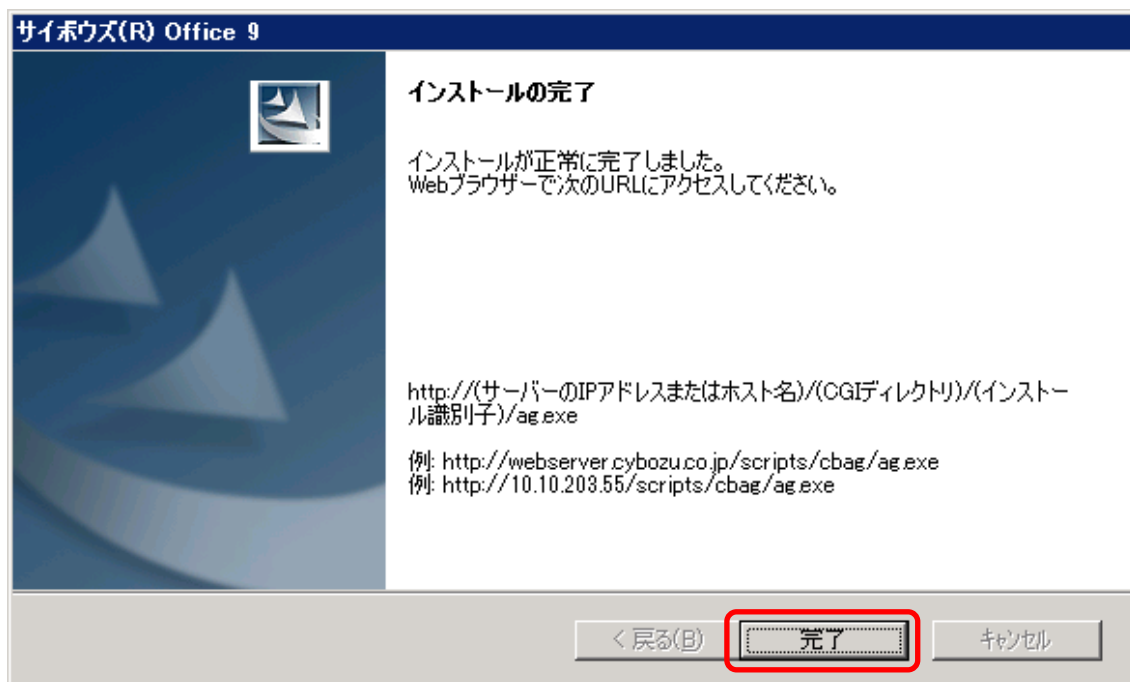 サイボウズ(R) Office 9
インストールの完了
インストールが正常に完了しました。
Webブラウザーで次のURLにアクセスしてください。
http://(サーバーのIPアドレスまたはホスト名)/(CGIディレクトリ)/(インストー
ル識別子)/ag.exe
例: http://webserver.cybozu.co.jp/scripts/cbag/ag.exe
例: http://10.10.203.55/scripts/cbag/ag.exe
< 戻る(B) 完了 キャンセル